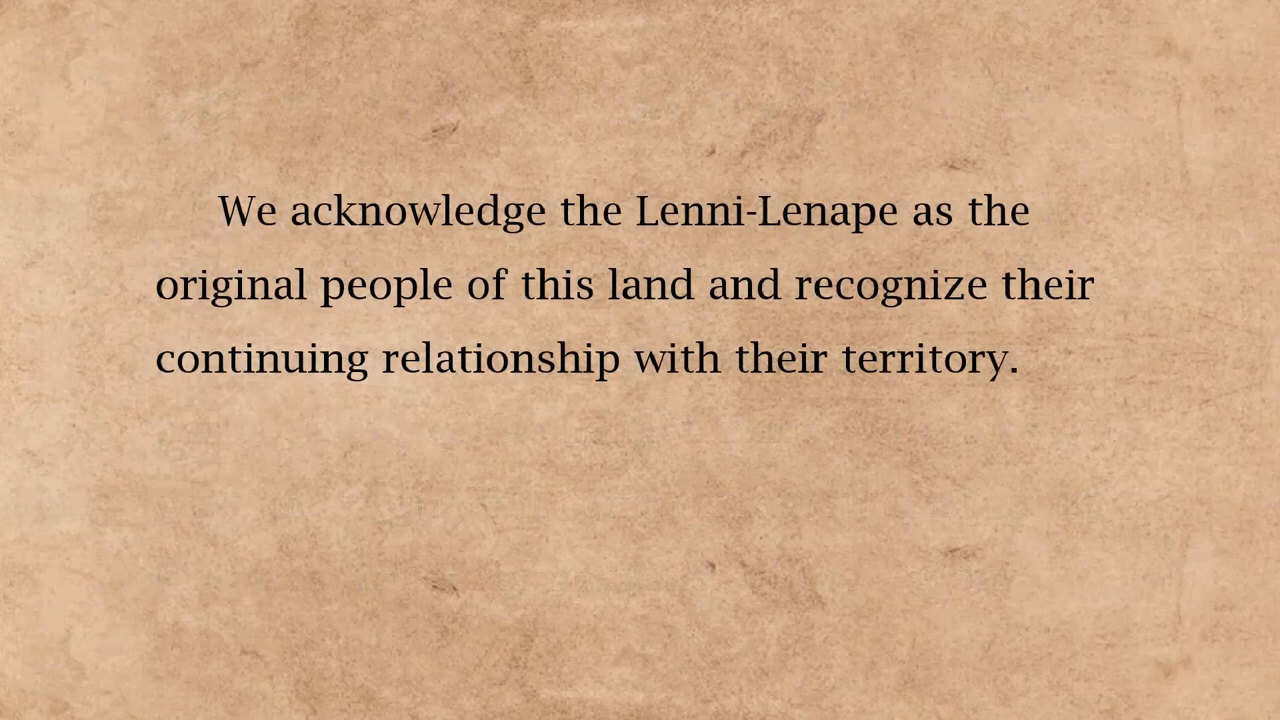 We acknowledge the Lenni-Lenape as the
original people of this land and recognize their
continuing relationship with their territory.